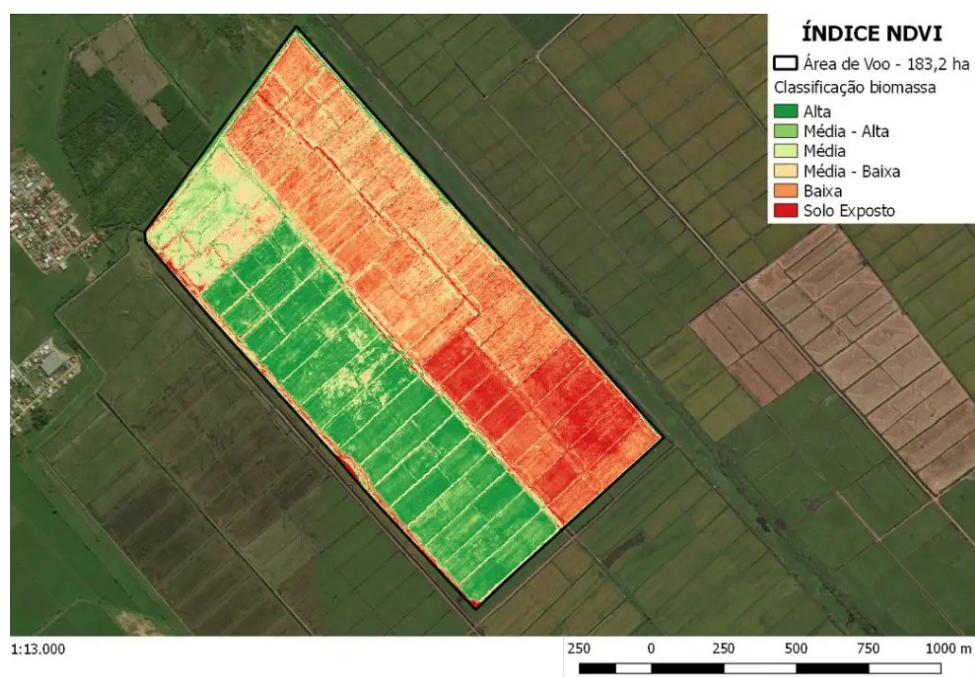 ÍNDICE NDVI
Área de Voo - 183,2 ha
Classificação biomassa
Alta
Média - Alta
Média
Média - Baixa
Baixa
Solo Exposto
1:13.000
250 0 250 500 750 1000 m